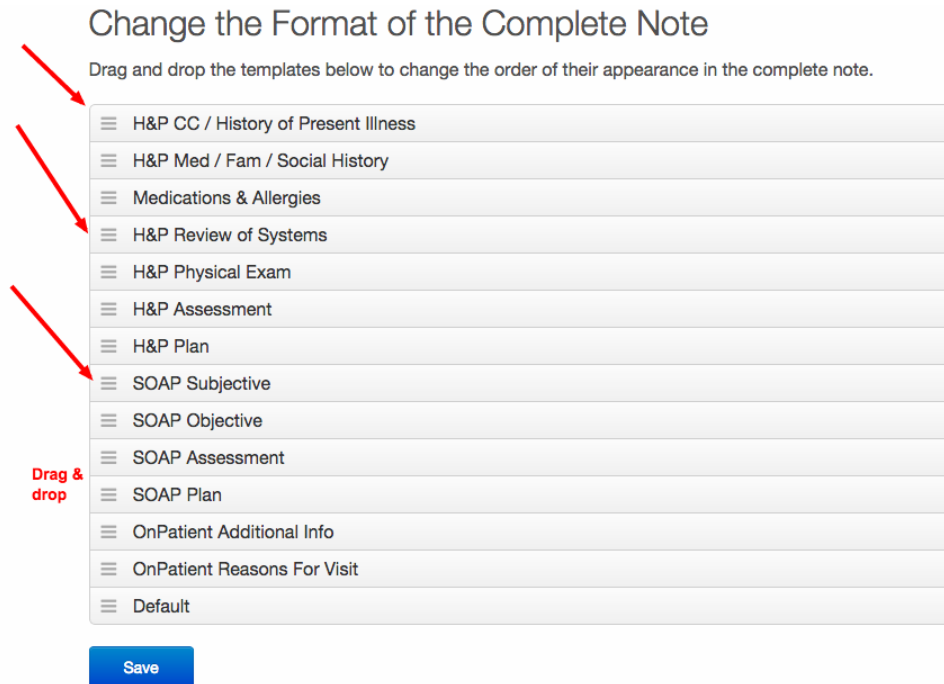 Change the Format of the Complete Note
Drag and drop the templates below to change the order of their appearance in the complete note.
H&P CC / History of Present Illness
H&P Med / Fam / Social History
Medications & Allergies
H&P Review of Systems
H&P Physical Exam
H&P Assessment
H&P Plan
SOAP Subjective
SOAP Objective
SOAP Assessment
Drag &
drop
SOAP Plan
OnPatient Additional Info
OnPatient Reasons For Visit
Default
Save